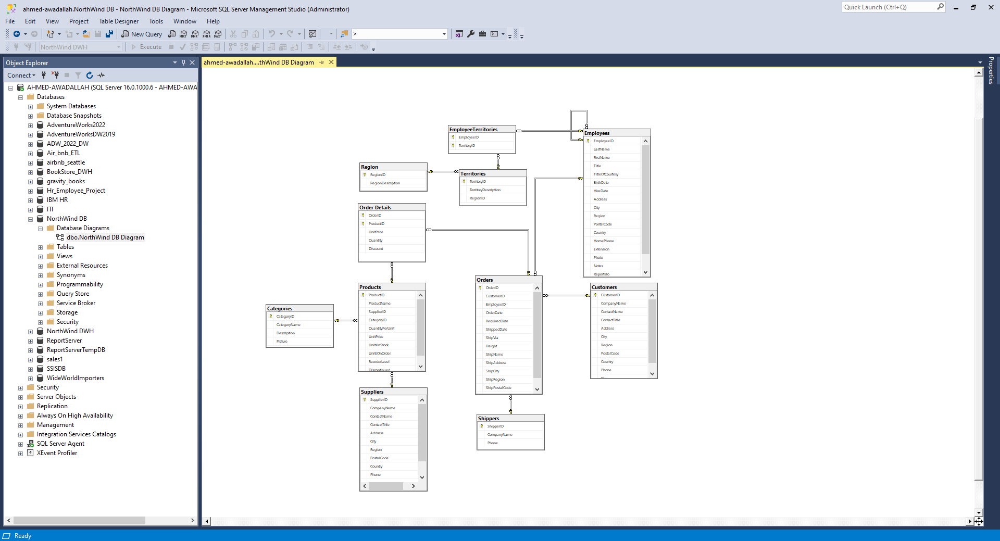 ahmed-awadallah.NorthWind DB - NorthWind DB Diagram - Microsoft SQL Server Management Studio (Administrator)
Quick Launch (Ctrl+Q)
File Edit View Project Table Designer Tools Window Help
New Query MDX DMX XMLA DAX >
NorthWind DWH Execute
Object Explorer
Connect
AHMED-AWADALLAH (SQL Server 16.0.1000.6 - AHMED-AWA
Databases
System Databases
Database Snapshots
AdventureWorks2022
AdventureWorksDW2019
ADW_2022_DW
Air_bnb_ETL
airbnb_seattle
BookStore_DWH
gravity_books
Hr_Employee_Project
IBM HR
ITI
NorthWind DB
Database Diagrams
dbo.NorthWind DB Diagram
Tables
Views
External Resources
Synonyms
Programmability
Query Store
Service Broker
Storage
Security
NorthWind DWH
ReportServer
ReportServerTempDB
sales1
SSISDB
WideWorldImporters
Security
Server Objects
Replication
Always On High Availability
Management
Integration Services Catalogs
SQL Server Agent
XEvent Profiler
ahmed-awadallah....thWind DB Diagram
Properties
EmployeeTerritories
EmployeeID
TerritoryID
Employees
EmployeeID
LastName
FirstName
Title
TitleOfCourtesy
BirthDate
HireDate
Address
City
Region
PostalCode
Country
HomePhone
Extension
Photo
Notes
ReportsTo
Region
RegionID
RegionDescription
Territories
TerritoryID
TerritoryDescription
RegionID
Order Details
OrderID
ProductID
UnitPrice
Quantity
Discount
Products
ProductID
ProductName
SupplierID
CategoryID
QuantityPerUnit
UnitPrice
UnitsInStock
UnitsOnOrder
ReorderLevel
Discontinued
Categories
CategoryID
CategoryName
Description
Picture
Orders
OrderID
CustomerID
EmployeeID
OrderDate
RequiredDate
ShippedDate
ShipVia
Freight
ShipName
ShipAddress
ShipCity
ShipRegion
ShipPostalCode
Customers
CustomerID
CompanyName
ContactName
ContactTitle
Address
City
Region
PostalCode
Country
Phone
Suppliers
SupplierID
CompanyName
ContactName
ContactTitle
Address
City
Region
PostalCode
Country
Phone
Shippers
ShipperID
CompanyName
Phone
Ready